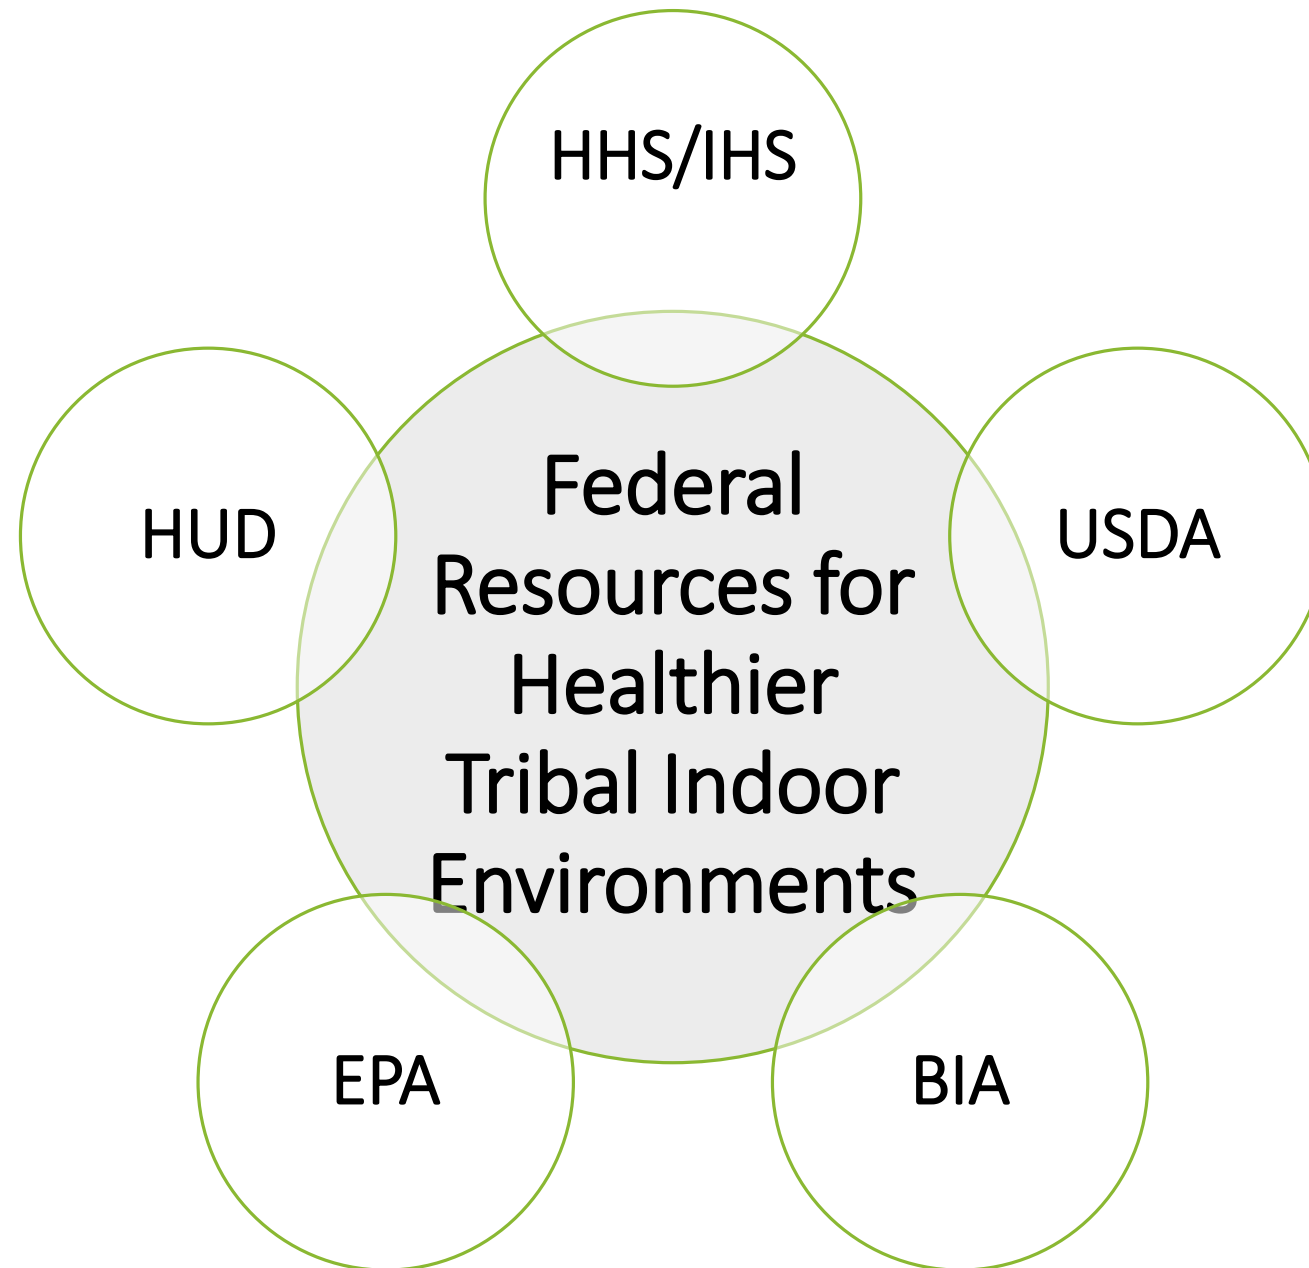 HHS/IHS
HUD
USDA
Federal
Resources for
Healthier
Tribal Indoor
Environments
EPA
BIA